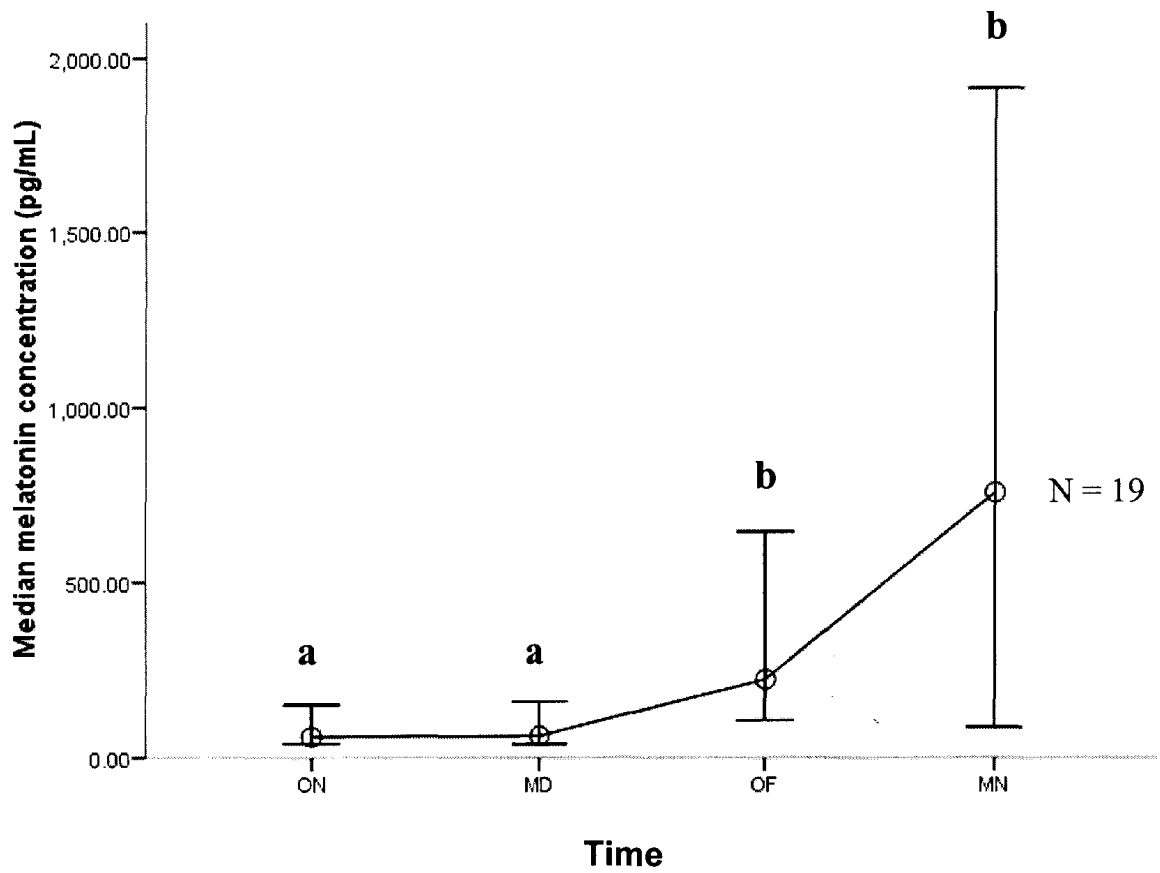 b
2,000.00
Median melatonin concentration (pg/mL)
1,500.00
1,000.00
b
N = 19
500.00
a
a
0.00
ON
MD
OF
MN
Time